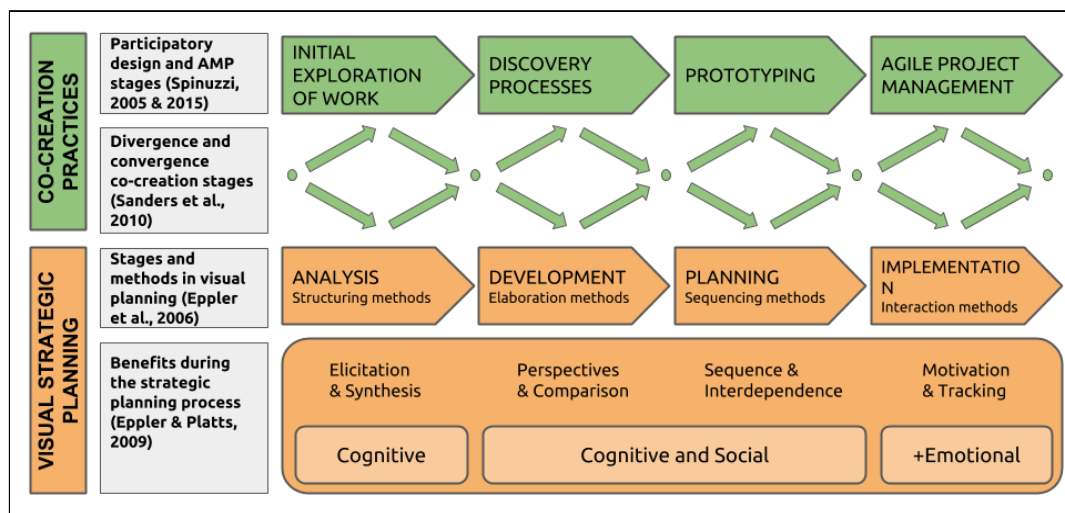 CO-CREATION
PRACTICES
Participatory
design and AMP
stages (Spinuzzi,
2005 & 2015)
INITIAL
EXPLORATION
OF WORK
DISCOVERY
PROCESSES
PROTOTYPING
AGILE PROJECT
MANAGEMENT
Divergence and
convergence
co-creation stages
(Sanders et al.,
2010)
VISUAL STRATEGIC
PLANNING
Stages and
methods in visual
planning (Eppler
et al., 2006)
ANALYSIS
Structuring methods
DEVELOPMENT
Elaboration methods
PLANNING
Sequencing methods
IMPLEMENTATIO
N
Interaction methods
Benefits during
the strategic
planning process
(Eppler & Platts,
2009)
Elicitation
& Synthesis
Perspectives
& Comparison
Sequence &
Interdependence
Motivation
& Tracking
Cognitive
Cognitive and Social
+Emotional